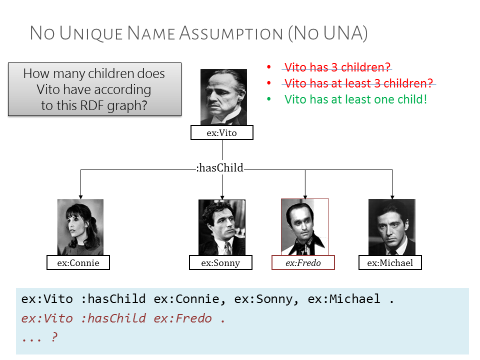 No Unique Name Assumption (No UNA)
How many children does
Vito have according
to this RDF graph?
• Vito has 3 children?
• Vito has at least 3 children?
• Vito has at least one child!
ex:Vito
:hasChild
ex:Connie
ex:Sonny
ex:Fredo
ex:Michael
ex:Vito :hasChild ex:Connie, ex:Sonny, ex:Michael .
ex:Vito :hasChild ex:Fredo .
... ?